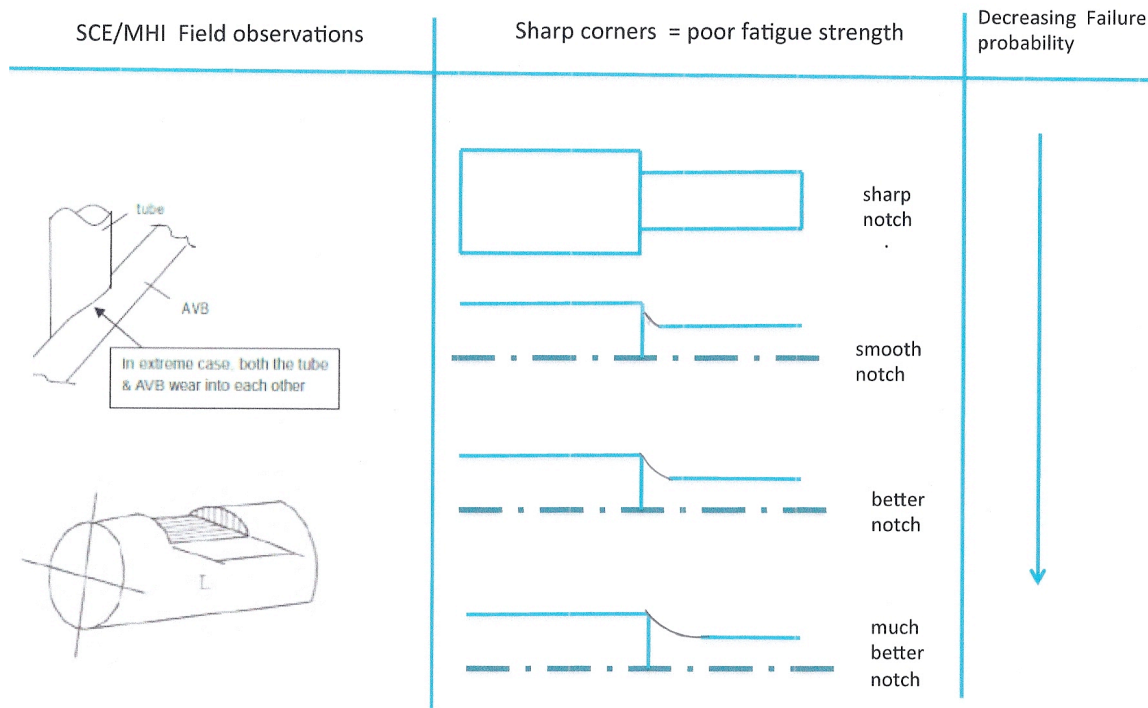 SCE/MHI Field observations
Sharp corners = poor fatigue strength
Decreasing Failure
probability
tube
AVB
In extreme case, both the tube
& AVB wear into each other
L
sharp
notch
smooth
notch
better
notch
much
better
notch